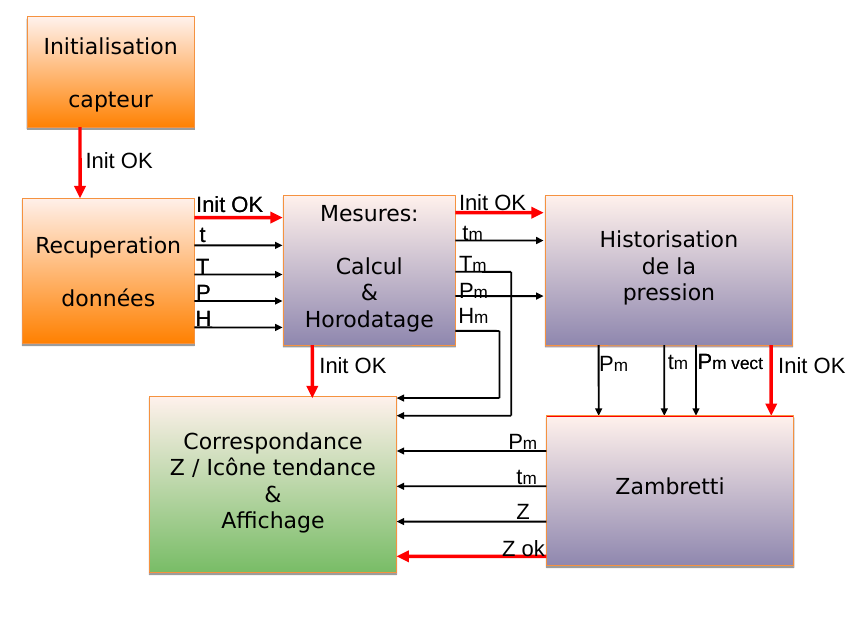 Initialisation
capteur
Init OK
Init OK
t
T
P
H
Recuperation
données
Mesures:
Calcul
&
Horodatage
Init OK
tm
Tm
Pm
Hm
Historisation
de la
pression
Init OK
Pm
tm
Pm vect
Init OK
Correspondance
Z / Icône tendance
&
Affichage
Pm
tm
Z
Z ok
Zambretti